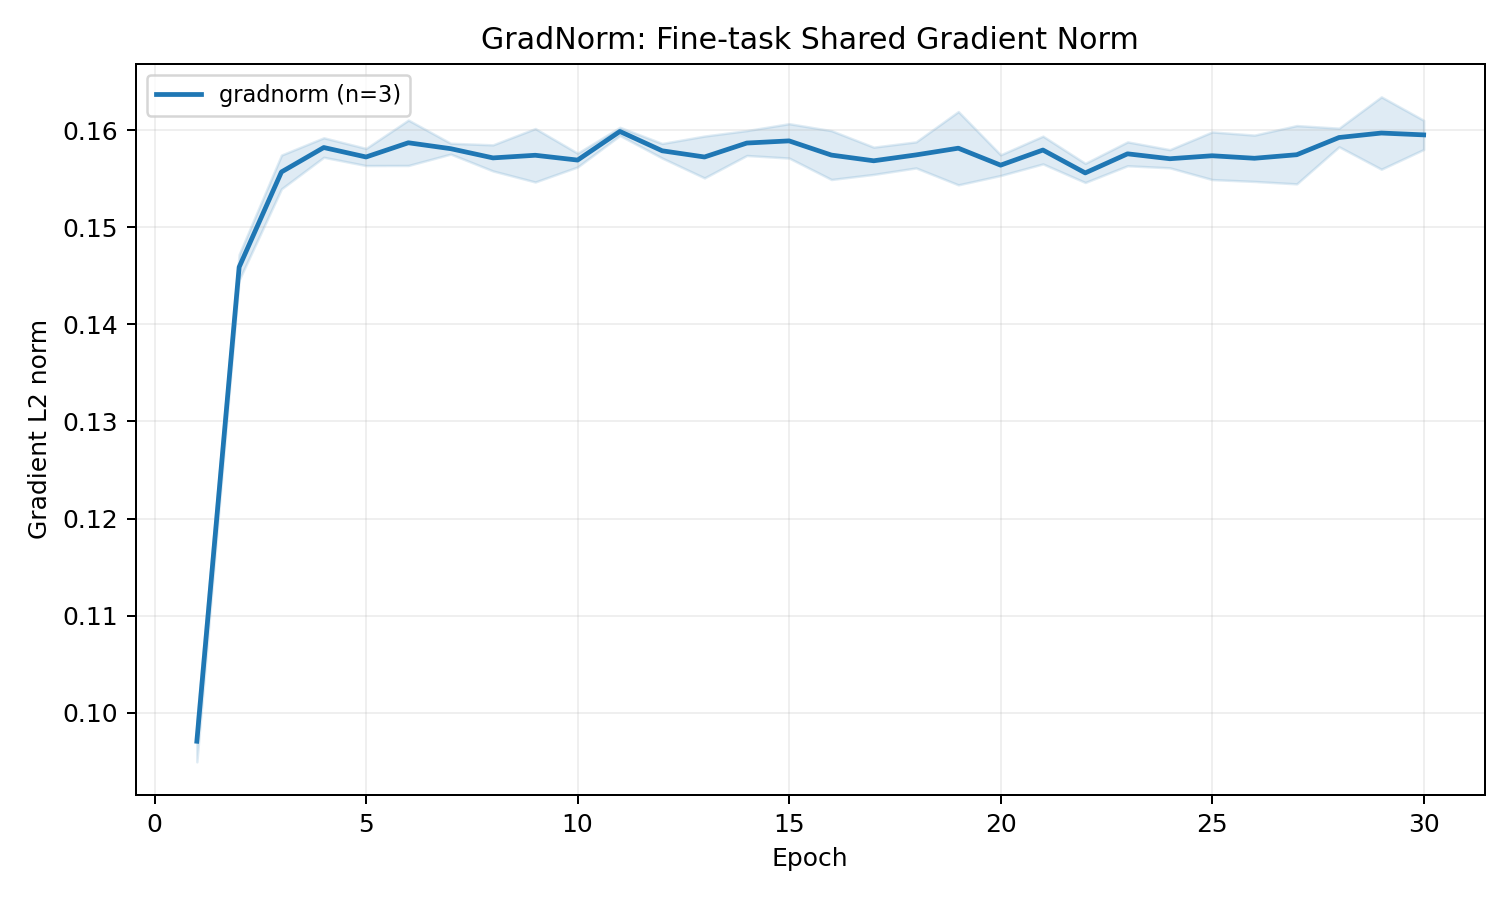 GradNorm: Fine-task Shared Gradient Norm
gradnorm (n=3)
Gradient L2 norm
0.16
0.15
0.14
0.13
0.12
0.11
0.10
0 5 10 15 20 25 30
Epoch